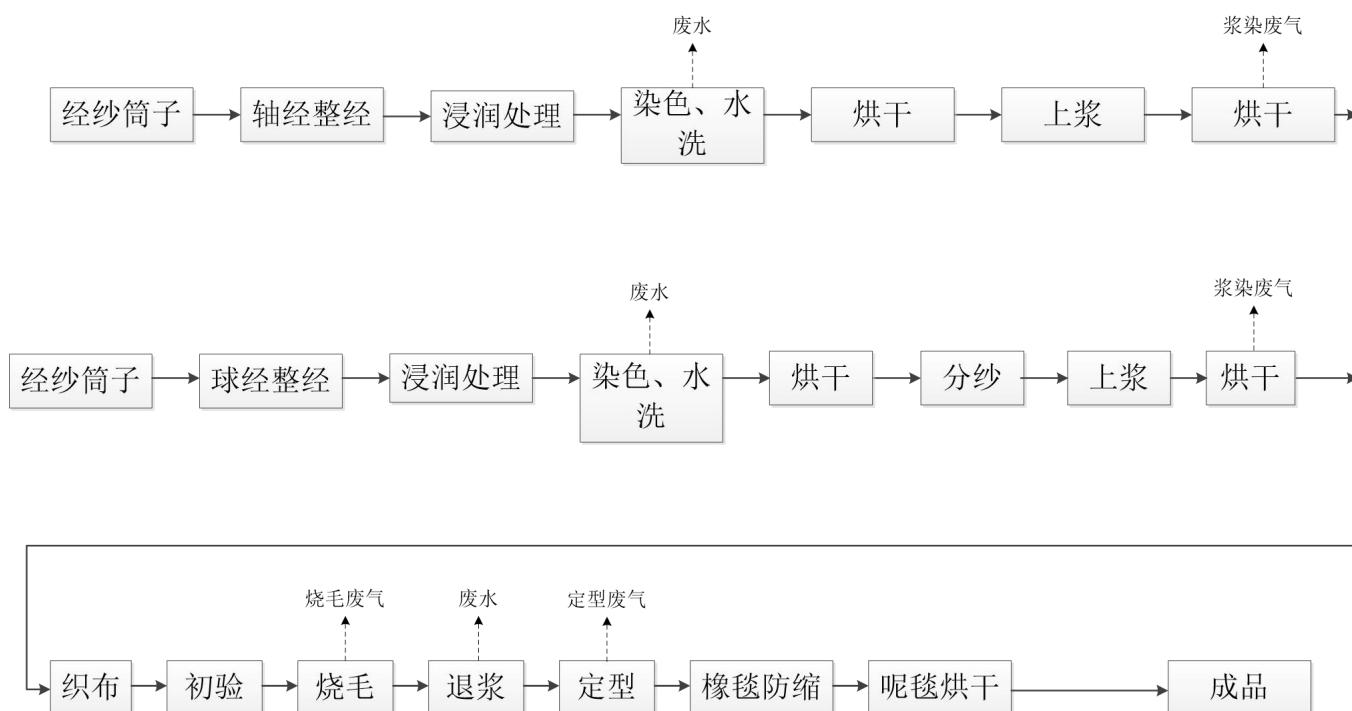 废水
浆染废气
经纱筒子
轴经整经
浸润处理
染色、水
洗
烘干
上浆
烘干
废水
浆染废气
经纱筒子
球经整经
浸润处理
染色、水
洗
烘干
分纱
上浆
烘干
烧毛废气
废水
定型废气
织布
初验
烧毛
退浆
定型
橡毯防缩
呢毯烘干
成品